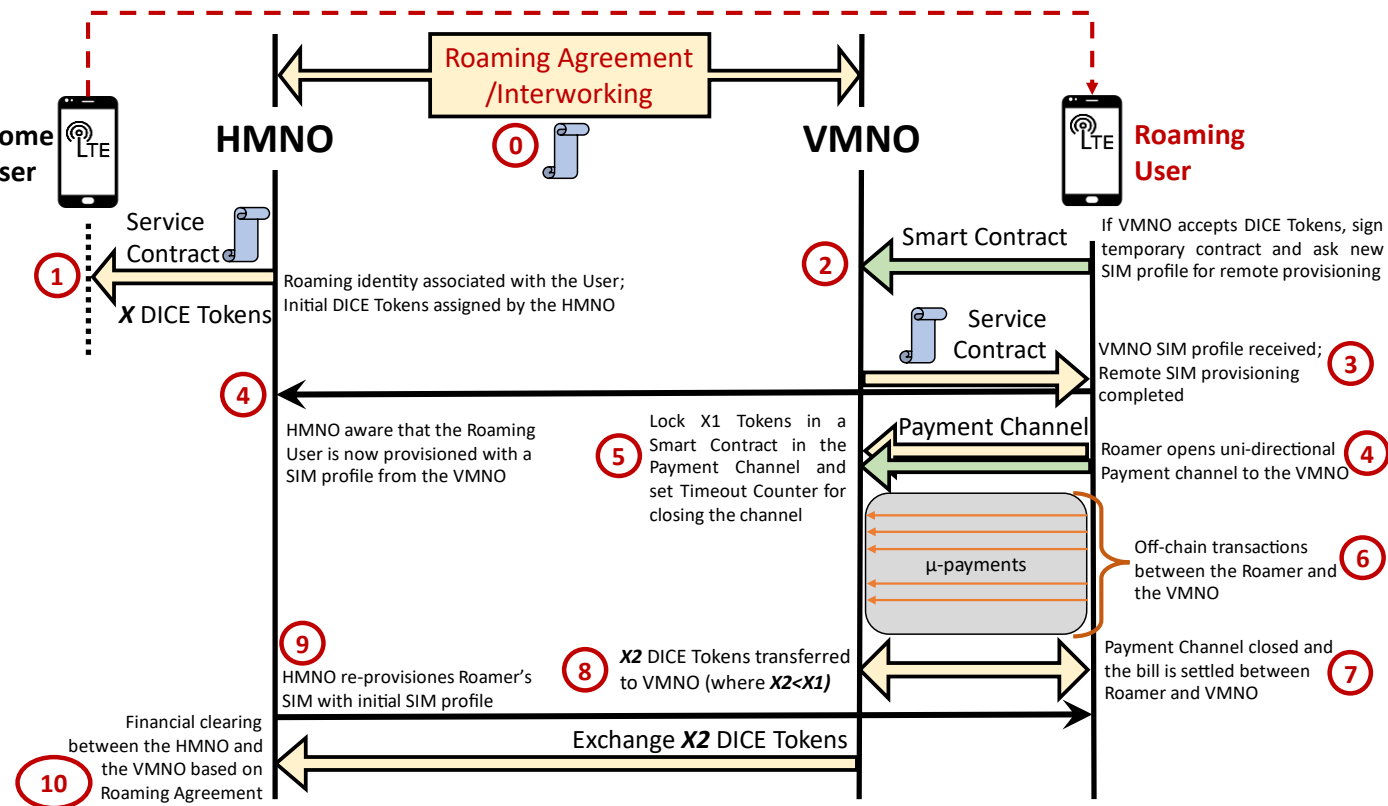 Roaming Agreement
/Interworking
0
LTE
ome
ser
HMNO
VMNO
LTE
Roaming
User
Service
Contract
1
X DICE Tokens
Roaming identity associated with the User;
Initial DICE Tokens assigned by the HMNO
2
Smart Contract
If VMNO accepts DICE Tokens, sign
temporary contract and ask new
SIM profile for remote provisioning
Service
Contract
VMNO SIM profile received;
Remote SIM provisioning
completed
3
4
HMNO aware that the Roaming
User is now provisioned with a
SIM profile from the VMNO
5
Lock X1 Tokens in a
Smart Contract in the
Payment Channel and
set Timeout Counter for
closing the channel
Payment Channel
Roamer opens uni-directional
Payment channel to the VMNO
4
µ-payments
Off-chain transactions
between the Roamer and
the VMNO
6
9
HMNO re-provisiones Roamer's
SIM with initial SIM profile
8
X2 DICE Tokens transferred
to VMNO (where X2<X1)
Payment Channel closed and
the bill is settled between
Roamer and VMNO
7
Financial clearing
between the HMNO and
the VMNO based on
Roaming Agreement
10
Exchange X2 DICE Tokens